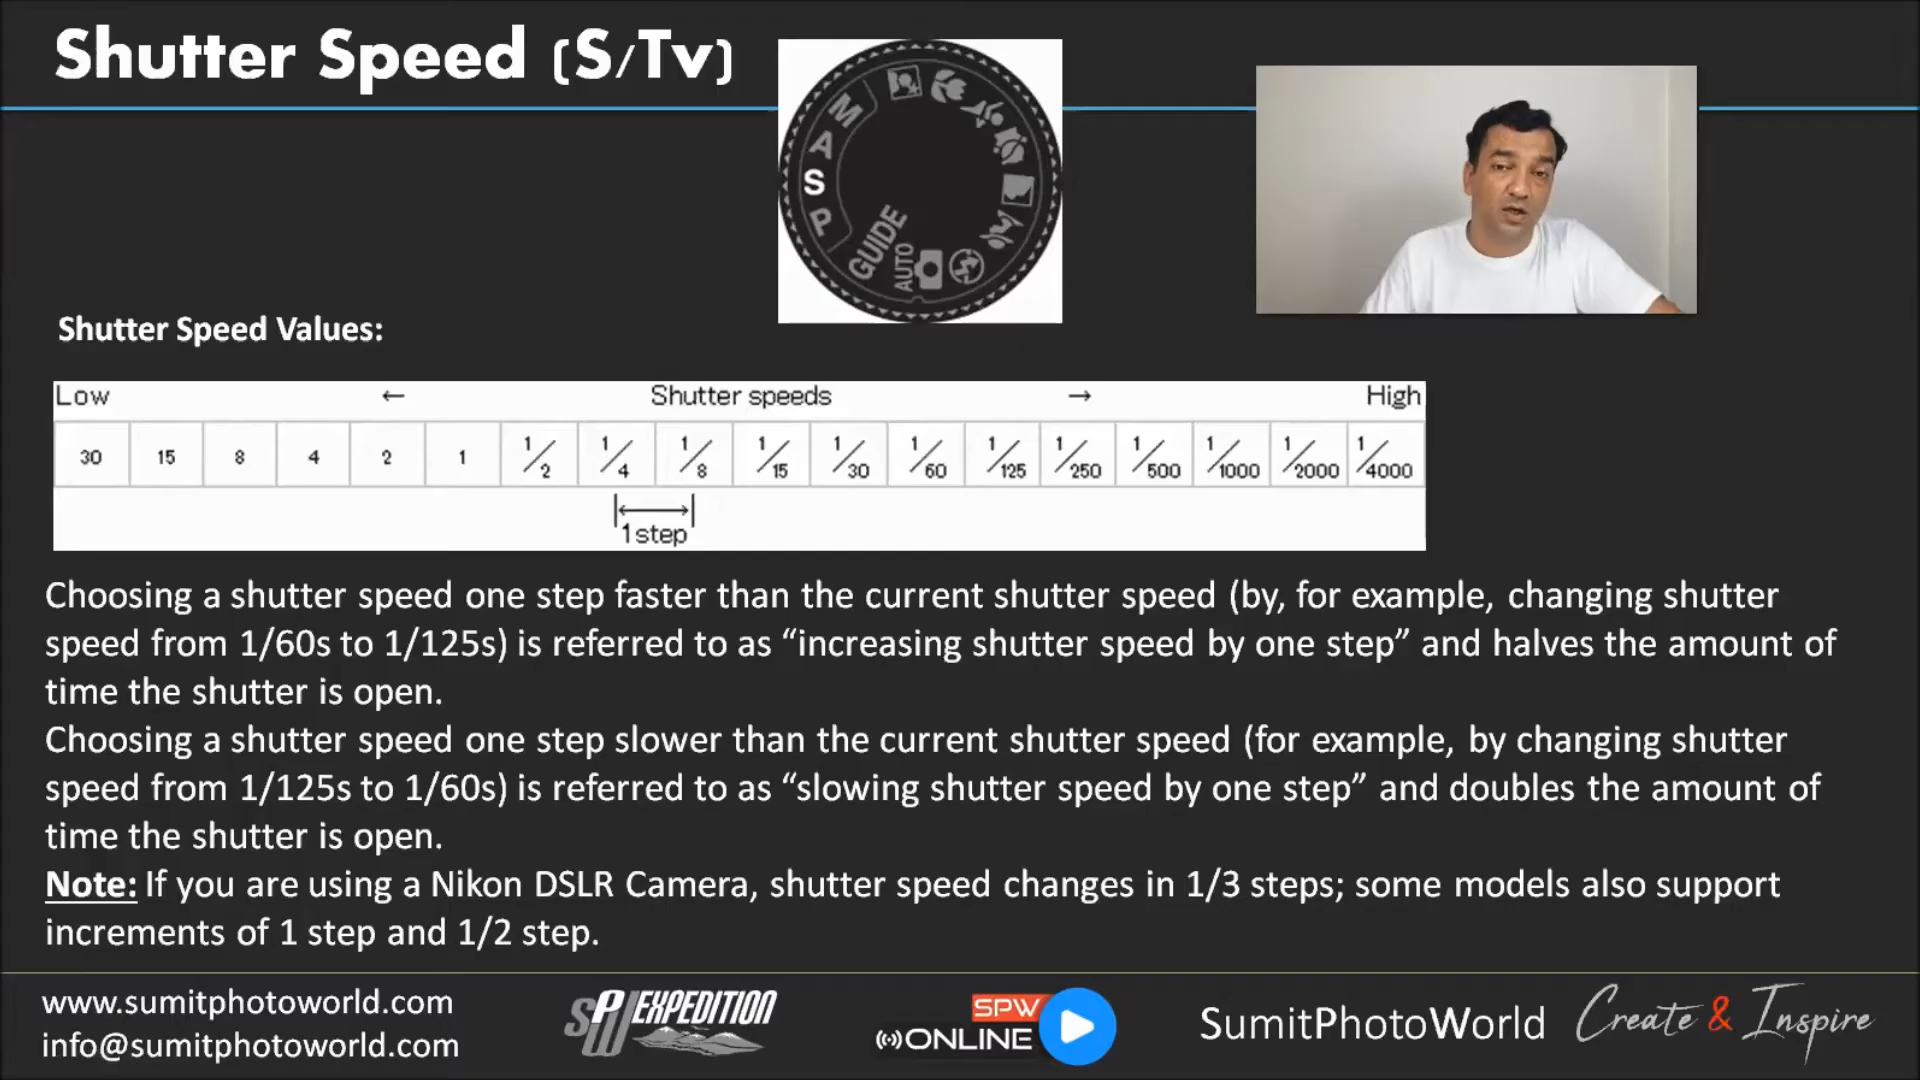 Shutter Speed (S/Tv)
M
A
S
P
GUIDE
AUTO
Shutter Speed Values:
Low ← Shutter speeds → High
30 15 8 4 2 1 1/2 1/4 1/8 1/15 1/30 1/60 1/125 1/250 1/500 1/1000 1/2000 1/4000
1 step
Choosing a shutter speed one step faster than the current shutter speed (by, for example, changing shutter
speed from 1/60s to 1/125s) is referred to as “increasing shutter speed by one step” and halves the amount of
time the shutter is open.
Choosing a shutter speed one step slower than the current shutter speed (for example, by changing shutter
speed from 1/125s to 1/60s) is referred to as “slowing shutter speed by one step” and doubles the amount of
time the shutter is open.
Note: If you are using a Nikon DSLR Camera, shutter speed changes in 1/3 steps; some models also support
increments of 1 step and 1/2 step.
www.sumitphotoworld.com
info@sumitphotoworld.com
SPW EXPEDITION
SPW
ONLINE
SumitPhotoWorld
Create & Inspire